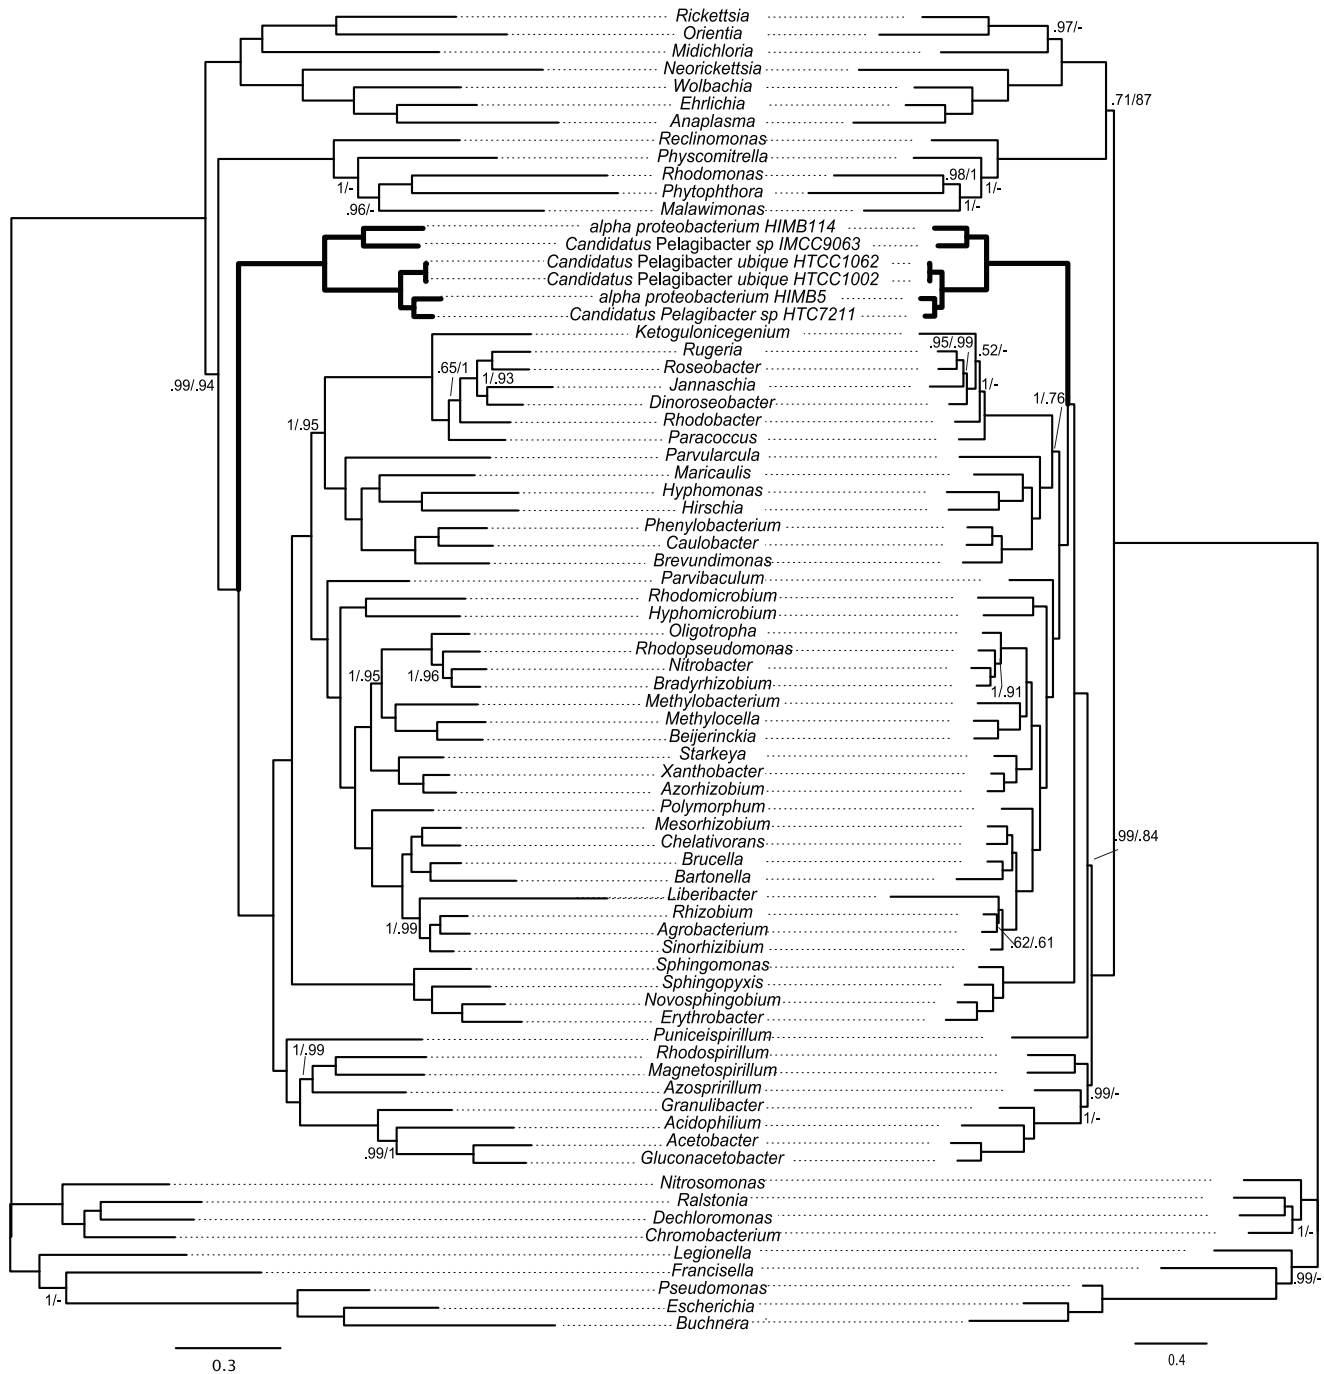 Rickettsia
Orientia
.97/-
Midichloria
Neorickettsia
Wolbachia
Ehrlichia
.71/87
Anaplasma
Reclinomonas
Physcomitrella
Rhodomonas
.98/1
1/-
Phytophthora
1/-
.96/-
Malawimonas
1/-
alpha proteobacterium HIMB114
Candidatus Pelagibacter sp IMCC9063
Candidatus Pelagibacter ubique HTCC1062
Candidatus Pelagibacter ubique HTCC1002
alpha proteobacterium HIMB5
Candidatus Pelagibacter sp HTC7211
Ketogulonicegenium
Rugeria
.95/.99
.52/-
.65/1
Roseobacter
.99/.94
1/.93
Jannaschia
1/-
Dinoroseobacter
1/.76
1/.95
Rhodobacter
Paracoccus
Parvularcula
Maricaulis
Hyphomonas
Hirschia
Phenylobacterium
Caulobacter
Brevundimonas
Parvibaculum
Rhodomicrobium
Hyphomicrobium
Oligotropha
Rhodopseudomonas
Nitrobacter
1/.95
1/.96
Bradyrhizobium
1/.91
Methylobacterium
Methylocella
Beijerinckia
Starkeya
Xanthobacter
Azorhizobium
Polymorphum
Mesorhizobium
.99/.84
Chelativorans
Brucella
Bartonella
Liberibacter
Rhizobium
1/.99
Agrobacterium
Sinorhizibium
.62/.61
Sphingomonas
Sphingopyxis
Novosphingobium
Erythrobacter
Puniceispirillum
1/.99
Rhodospirillum
Magnetospirillum
Azospririllum
.99/-
Granulibacter
1/-
Acidophilium
Acetobacter
.99/1
Gluconacetobacter
Nitrosomonas
Ralstonia
Dechloromonas
Chromobacterium
1/-
Legionella
Francisella
.99/-
Pseudomonas
1/-
Escherichia
Buchnera
0.3
0.4